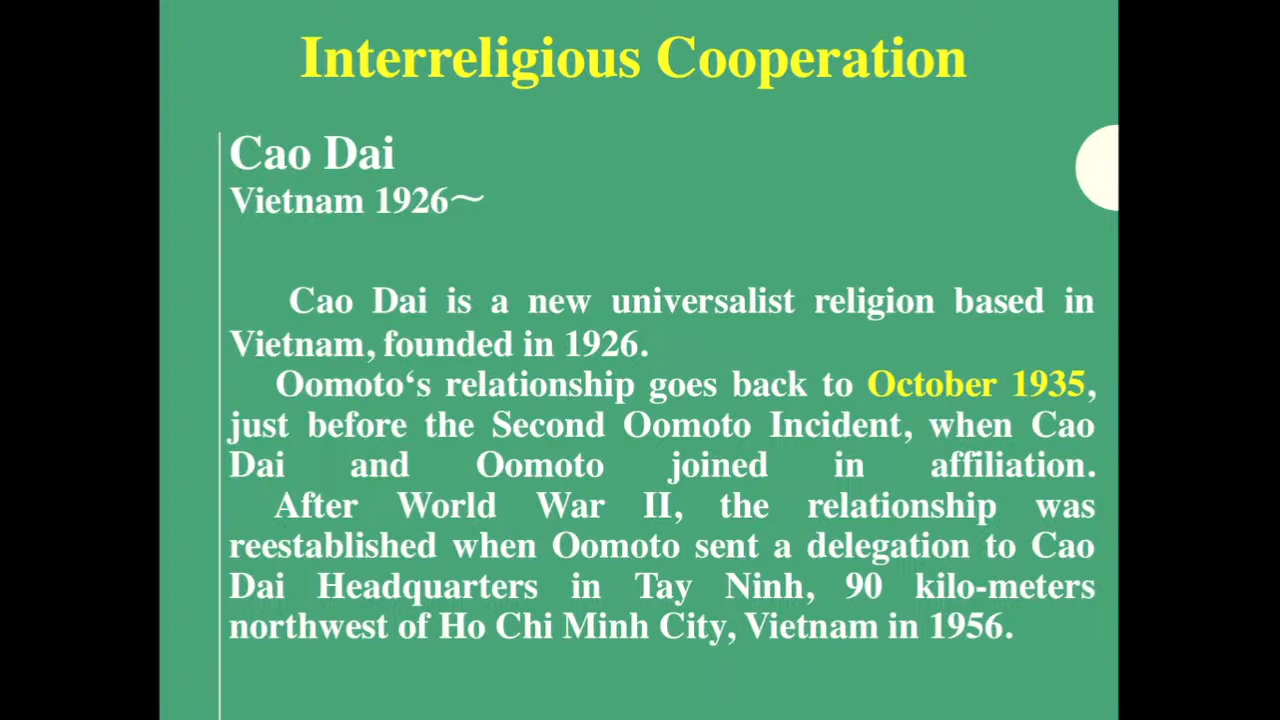 Interreligious Cooperation
Cao Dai
Vietnam 1926～
Cao Dai is a new universalist religion based in
Vietnam, founded in 1926.
Oomoto‘s relationship goes back to October 1935,
just before the Second Oomoto Incident, when Cao
Dai and Oomoto joined in affiliation.
After World War II, the relationship was
reestablished when Oomoto sent a delegation to Cao
Dai Headquarters in Tay Ninh, 90 kilo-meters
northwest of Ho Chi Minh City, Vietnam in 1956.